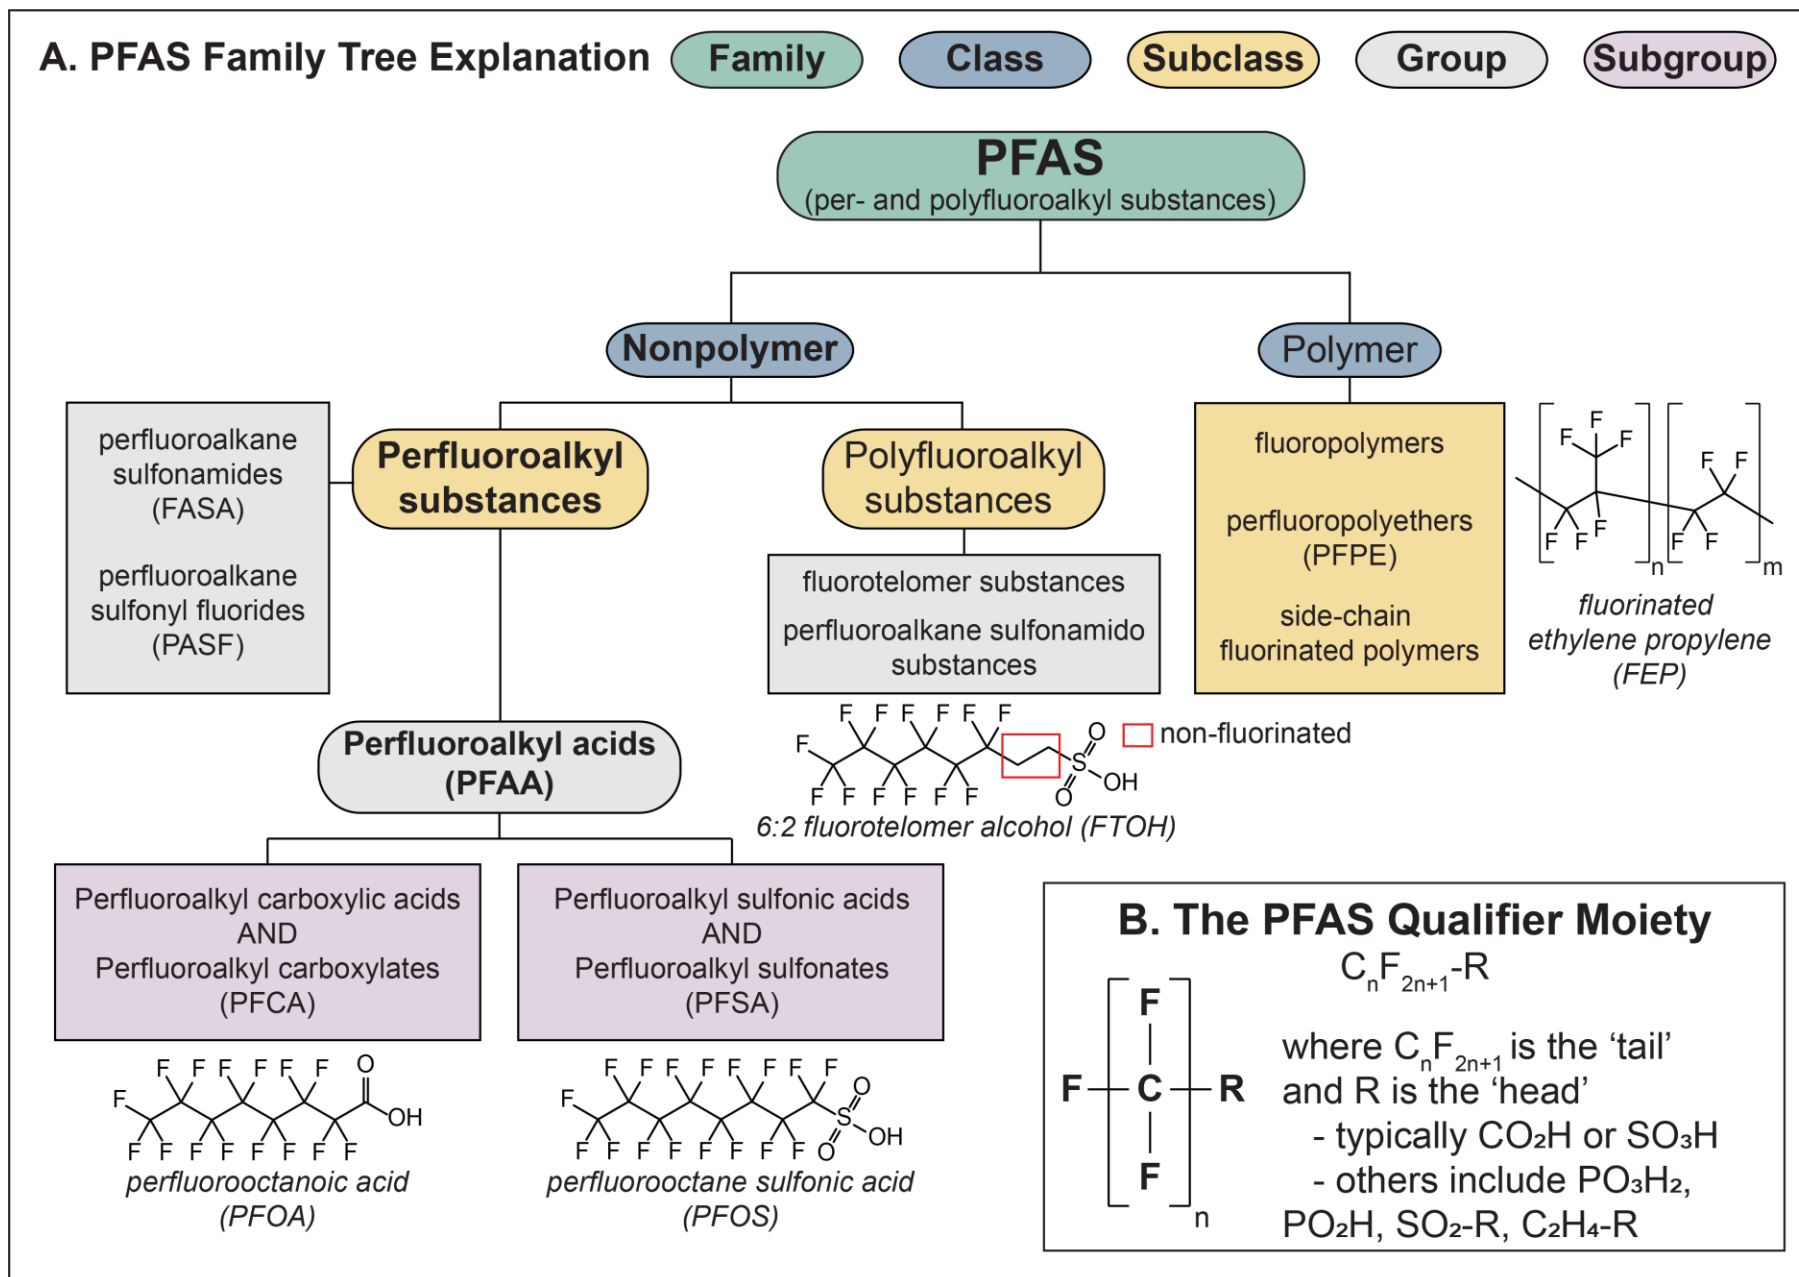 A. PFAS Family Tree Explanation
Family
Class
Subclass
Group
Subgroup
PFAS
(per- and polyfluoroalkyl substances)
Nonpolymer
Polymer
perfluoroalkane
sulfonamides
(FASA)
perfluoroalkane
sulfonyl fluorides
(PASF)
Perfluoroalkyl
substances
Polyfluoroalkyl
substances
fluorotelomer substances
perfluoroalkane sulfonamido
substances
fluoropolymers
perfluoropolyethers
(PFPE)
side-chain
fluorinated polymers
F
F F
F F F F F
F F F F
n m
fluorinated
ethylene propylene
(FEP)
Perfluoroalkyl acids
(PFAA)
F F F F F F
F
F F F F F F
O
S
OH
O
non-fluorinated
6:2 fluorotelomer alcohol (FTOH)
Perfluoroalkyl carboxylic acids
AND
Perfluoroalkyl carboxylates
(PFCA)
Perfluoroalkyl sulfonic acids
AND
Perfluoroalkyl sulfonates
(PFSA)
F F F F F F O
F
OH
F F F F F F F F
perfluorooctanoic acid
(PFOA)
F F F F F F F F
F
O
S
OH
O
F F F F F F F F
perfluorooctane sulfonic acid
(PFOS)
B. The PFAS Qualifier Moiety
CₙF₂ₙ₊₁-R
F
F C R
F
n
where CₙF₂ₙ₊₁ is the ‘tail’
and R is the ‘head’
- typically CO₂H or SO₃H
- others include PO₃H₂,
PO₂H, SO₂-R, C₂H₄-R